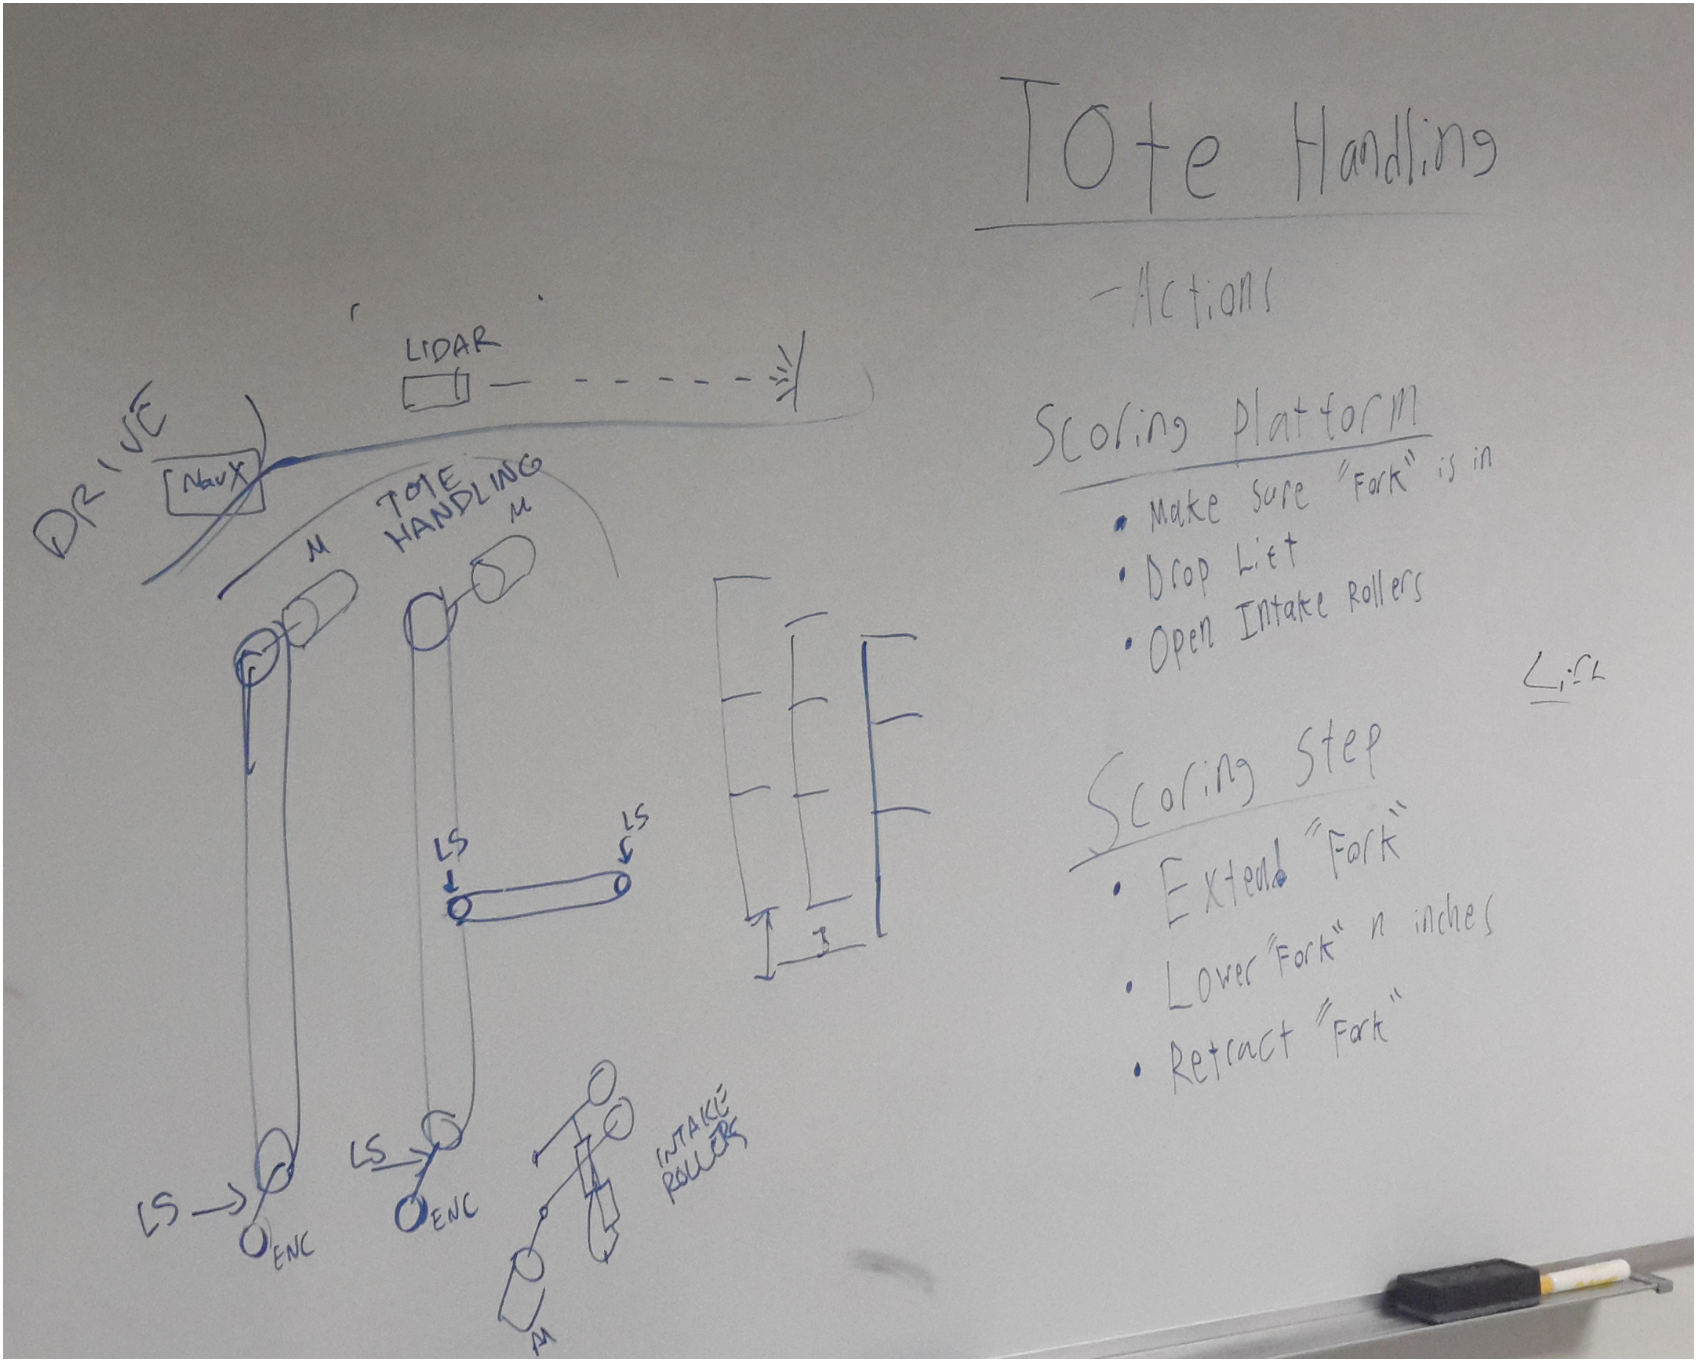 TOte Handling
- Actions
Scoring Platform
• Make Sure "Fork" is in
• Drop Lift
• Open Intake Rollers
Scoring Step
• Extend "Fork"
• Lower "Fork" n inches
• Retract "Fork"
LIDAR
DRIVE
NavX
TOTE
HANDLING
M
M
LS
LS
LS
ENC
LS
ENC
INTAKE
ROLLERS
M